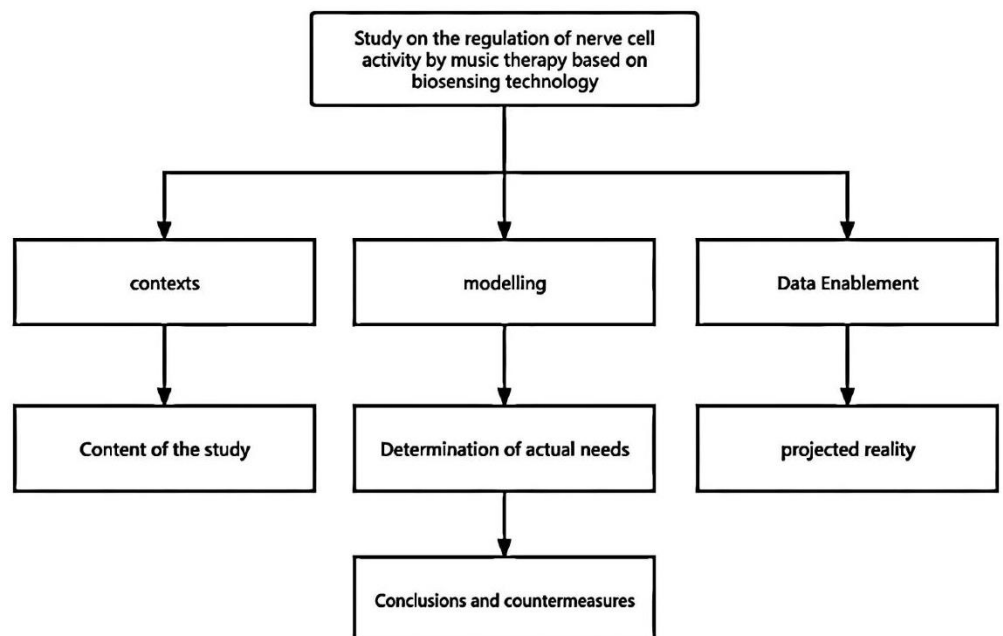 Study on the regulation of nerve cell
activity by music therapy based on
biosensing technology
contexts
modelling
Data Enablement
Content of the study
Determination of actual needs
projected reality
Conclusions and countermeasures